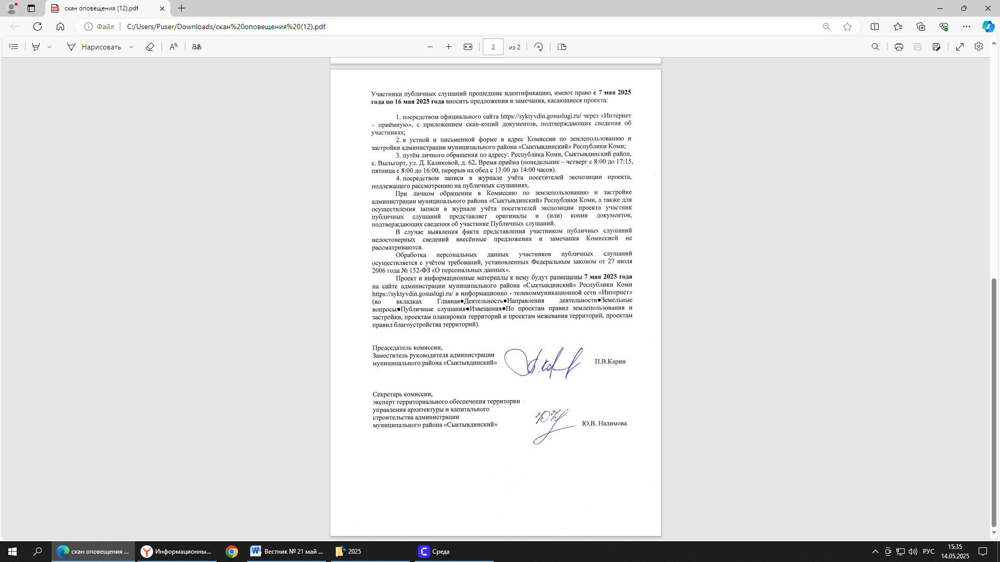 скан оповещения (12).pdf
Файл
C:/Users/Puser/Downloads/скан%20оповещения%20(12).pdf
Нарисовать
2
из 2
Участники публичных слушаний прошедшие идентификацию, имеют право с 7 мая 2025
года по 16 мая 2025 года вносить предложения и замечания, касающиеся проекта:
1. посредством официального сайта https://syktyvdin.gosuslugi.ru/ через «Интернет
– приёмную», с приложением скан-копий документов, подтверждающих сведения об
участниках;
2. в устной и письменной форме в адрес Комиссии по землепользованию и
застройки администрации муниципального района «Сыктывдинский» Республики Коми;
3. путём личного обращения по адресу: Республика Коми, Сыктывдинский район,
с. Выльгорт, ул. Д. Каликовой, д. 62. Время приёма (понедельник – четверг с 8:00 до 17:15,
пятница с 8:00 до 16:00, перерыв на обед с 13:00 до 14:00 часов).
4. посредством записи в журнале учёта посетителей экспозиции проекта,
подлежащего рассмотрению на публичных слушаниях.
При личном обращении в Комиссию по землепользованию и застройке
администрации муниципального района «Сыктывдинский» Республики Коми, а также для
осуществления записи в журнале учёта посетителей экспозиции проекта участник
публичных слушаний представляет оригиналы и (или) копии документов,
подтверждающих сведения об участнике Публичных слушаний.
В случае выявления факта представления участником публичных слушаний
недостоверных сведений внесённые предложения и замечания Комиссией не
рассматриваются.
Обработка персональных данных участников публичных слушаний
осуществляется с учётом требований, установленных Федеральным законом от 27 июля
2006 года № 152-ФЗ «О персональных данных».
Проект и информационные материалы к нему будут размещены 7 мая 2025 года
на сайте администрации муниципального района «Сыктывдинский» Республики Коми
https://syktyvdin.gosuslugi.ru/ в информационно - телекоммуникационной сети «Интернет»
(во вкладках Главная●Деятельность●Направления деятельности●Земельные
вопросы●Публичные слушания●Извещения●По проектам правил землепользования и
застройки, проектам планировки территорий и проектам межевания территорий, проектам
правил благоустройства территорий).
Председатель комиссии,
Заместитель руководителя администрации
муниципального района «Сыктывдинский»
П.В.Карин
Секретарь комиссии,
эксперт территориального обеспечения территории
управления архитектуры и капитального
строительства администрации
муниципального района «Сыктывдинский»
Ю.В. Налимова
скан оповещения ...
Информационны...
Вестник № 21 май ...
2025
Среда
РУС
15:35
14.05.2025